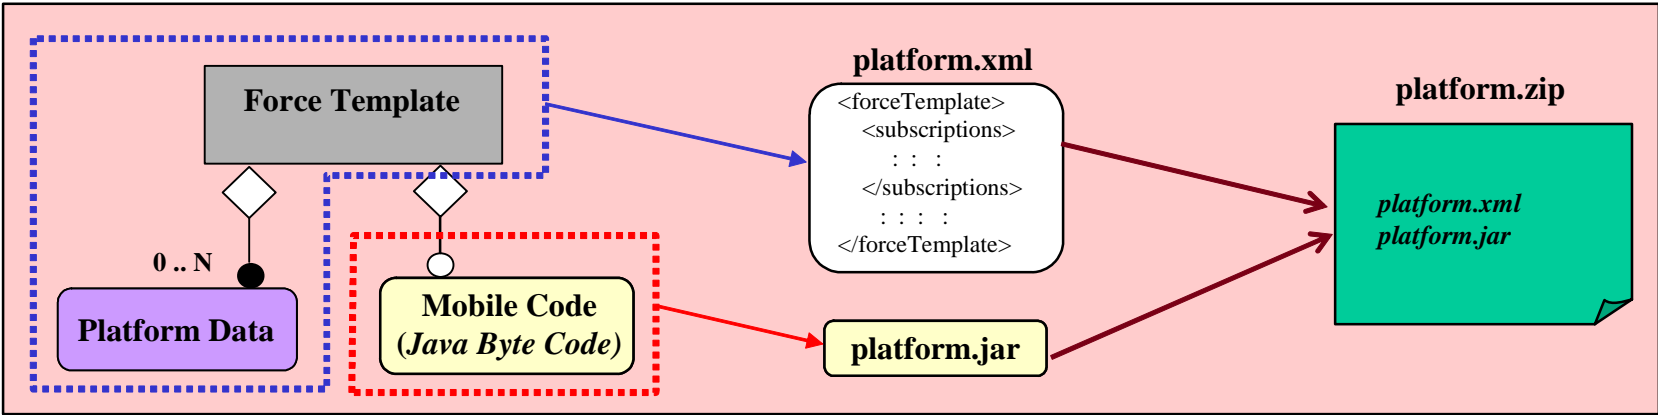 Force Template
0 .. N
Platform Data
Mobile Code
(Java Byte Code)
platform.xml
<forceTemplate>
<subscriptions>
: : :
</subscriptions>
: : : :
</forceTemplate>
platform.jar
platform.zip
platform.xml
platform.jar